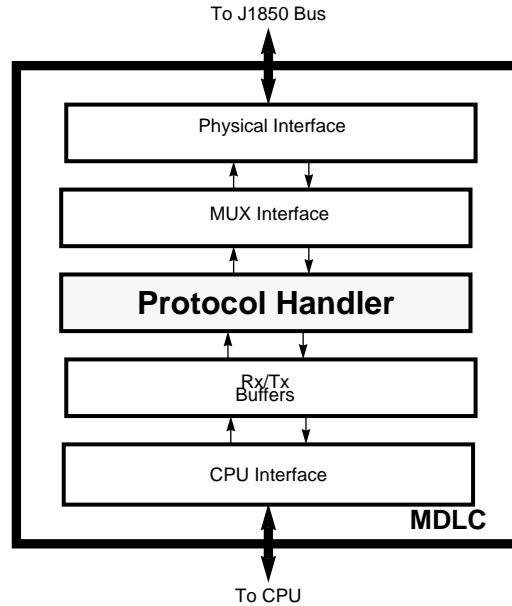 To J1850 Bus
Physical Interface
MUX Interface
Protocol Handler
Rx/Tx
Buffers
CPU Interface
MDLC
To CPU